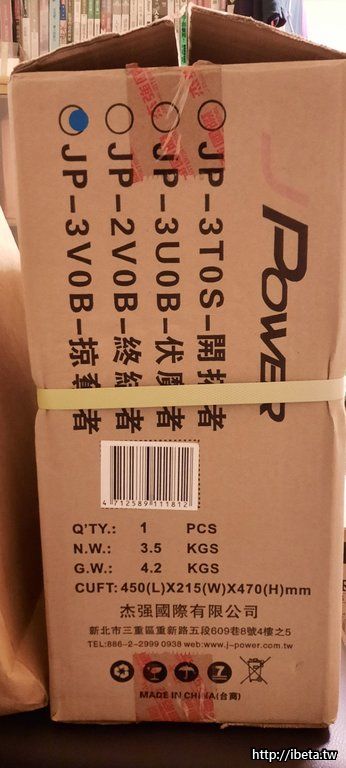 J POWER
JP-3T0S-開拓者
JP-3U0B-伏魔者
JP-2V0B-終結者
JP-3V0B-掠奪者
4 712589 111812
Q'TY.: 1 PCS
N.W.: 3.5 KGS
G.W.: 4.2 KGS
CUFT: 450(L)X215(W)X470(H)mm
杰强國際有限公司
新北市三重區重新路五段609巷8號4樓之5
TEL:886-2-2999 0938 web:www.j-power.com.tw
MADE IN CHINA(台商)
http://ibeta.tw